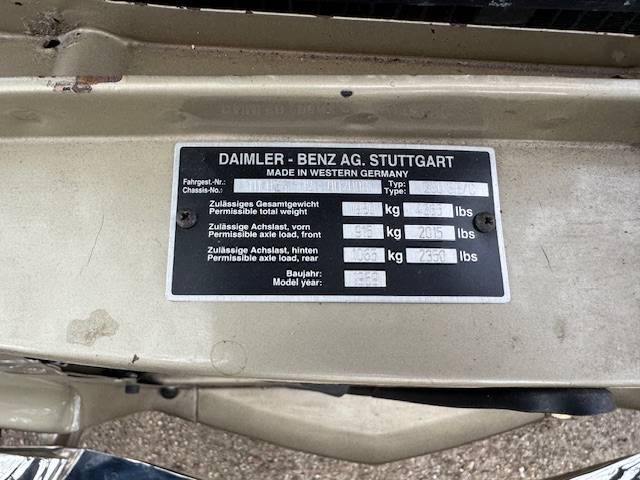 DAIMLER - BENZ AG. STUTTGART
MADE IN WESTERN GERMANY
Fahrgest.-Nr.:
Chassis-No.:
Typ:
Type:
Zulässiges Gesamtgewicht
Permissible total weight
kg
lbs
Zulässige Achslast, vorn
Permissible axle load, front
915 kg 2015 lbs
Zulässige Achslast, hinten
Permissible axle load, rear
1065 kg 2350 lbs
Baujahr:
Model year: